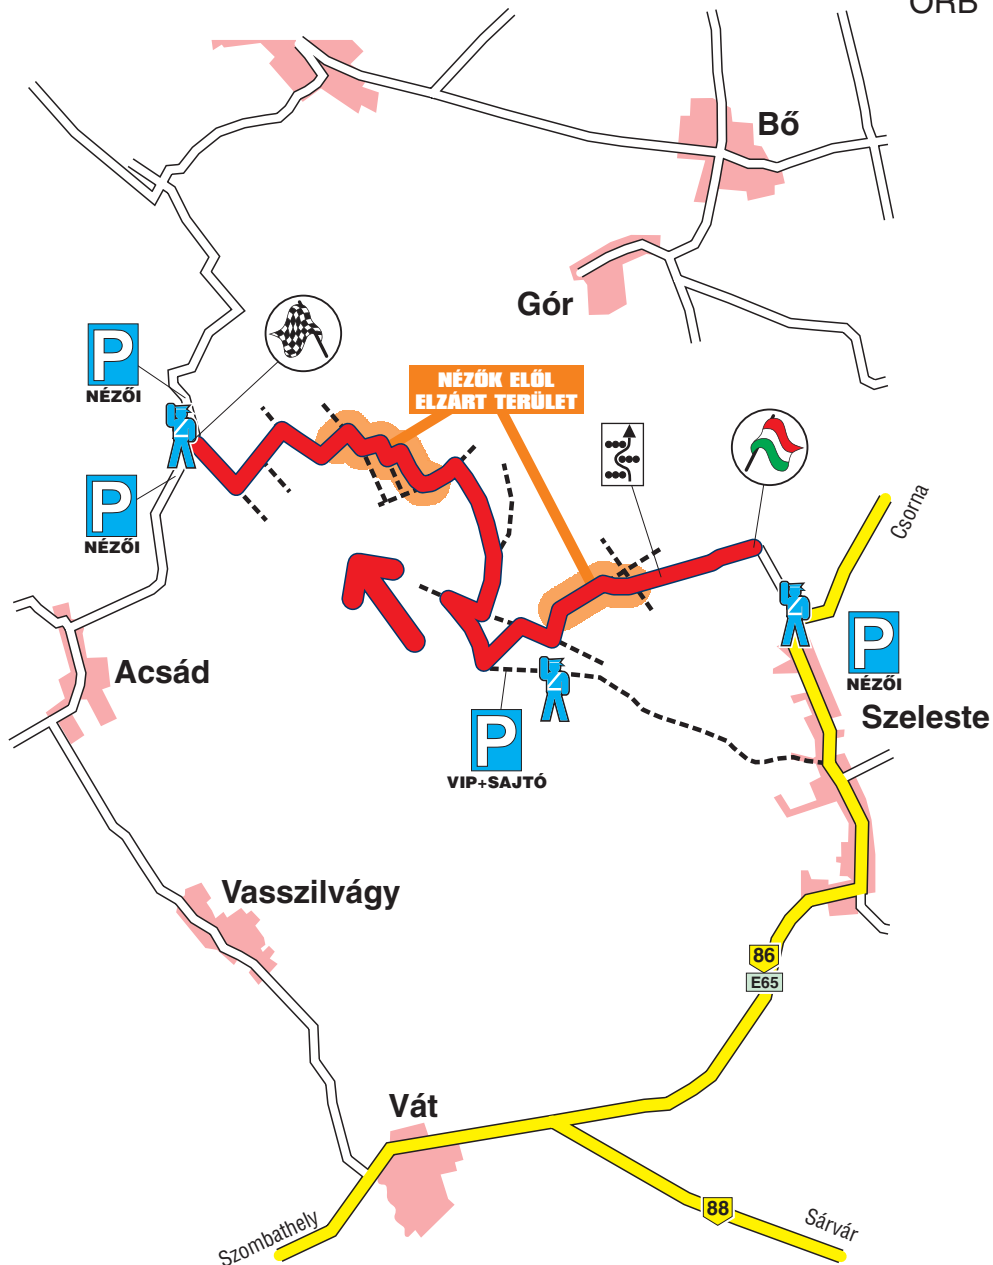 ÖRB
Bő
Gór
P
NÉZŐI
NÉZŐK ELŐL
ELZÁRT TERÜLET
P
NÉZŐI
Csorna
P
NÉZŐI
Acsád
Szeleste
P
VIP+SAJTÓ
Vasszilvágy
86
E65
Vát
88
Szombathely
Sárvár